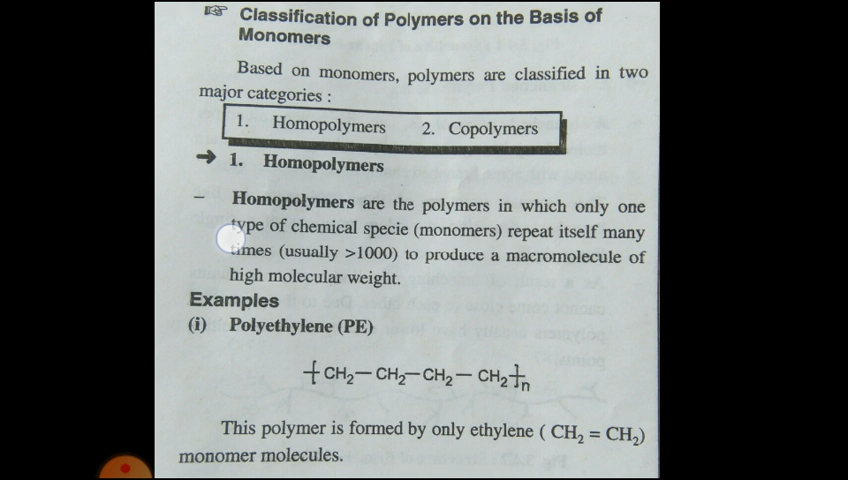 ☞ Classification of Polymers on the Basis of
Monomers
Based on monomers, polymers are classified in two
major categories :
1. Homopolymers 2. Copolymers
➔ 1. Homopolymers
– Homopolymers are the polymers in which only one
type of chemical specie (monomers) repeat itself many
times (usually >1000) to produce a macromolecule of
high molecular weight.
Examples
(i) Polyethylene (PE)
-[-CH₂—CH₂—CH₂—CH₂-]-ₙ
This polymer is formed by only ethylene ( CH₂ = CH₂)
monomer molecules.